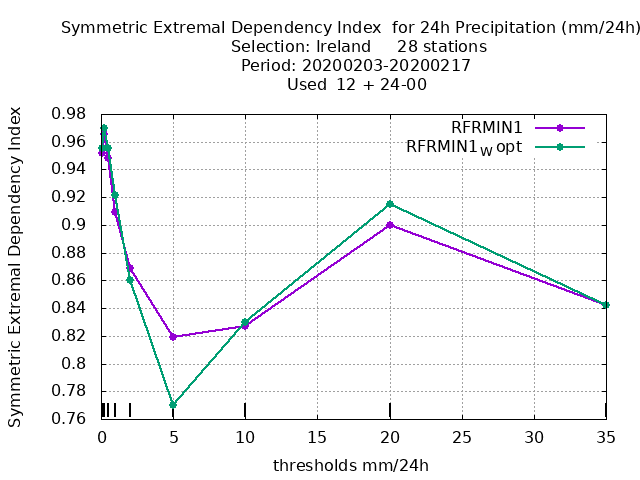 Symmetric Extremal Dependency Index  for 24h Precipitation (mm/24h)
Selection: Ireland     28 stations
Period: 20200203-20200217
Used  12 + 24-00
RFRMIN1
RFRMIN1W opt
Symmetric Extremal Dependency Index
0.98
0.96
0.94
0.92
0.9
0.88
0.86
0.84
0.82
0.8
0.78
0.76
0 5 10 15 20 25 30 35
thresholds mm/24h